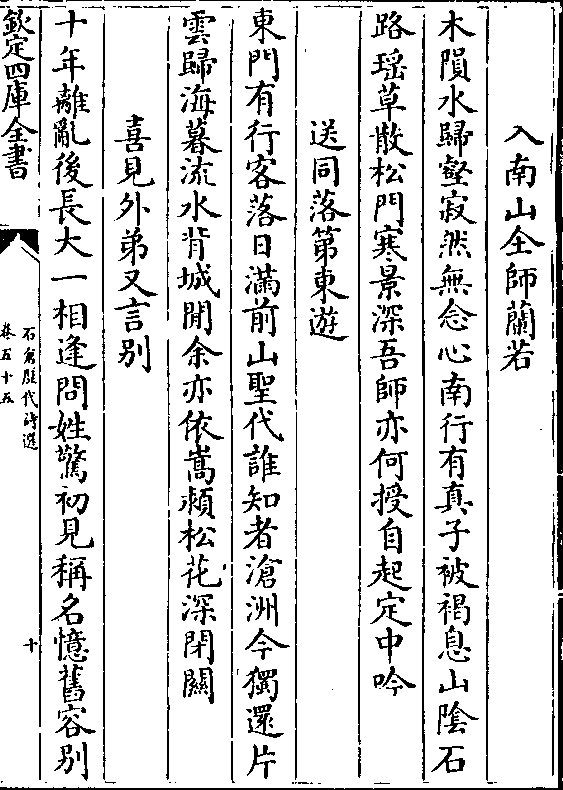 入南山仝師蘭若
木隕水歸壑寂然無念心南行有真子被褐息山陰石
路瑶草散松門寒景深吾師亦何授自起定中吟
送同落第東遊
東門有行客落日滿前山聖代誰知者滄洲今獨還片
雲歸海暮流水背城閒余亦依嵩潁松花深閉關
喜見外弟又言别
十年離亂後長大一相逢問姓驚初見稱名憶舊容别
欽定四庫全書
石倉歴代詩選
卷五十五
十